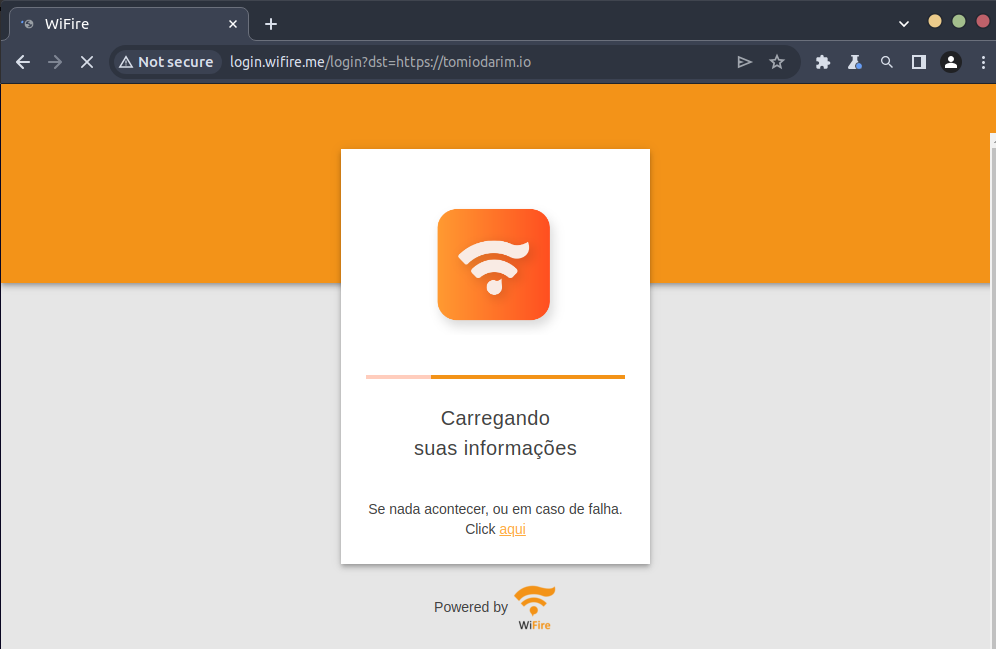 WiFire
Not secure login.wifire.me/login?dst=https://tomiodarim.io
Carregando
suas informações
Se nada acontecer, ou em caso de falha.
Click aqui
Powered by
WiFire